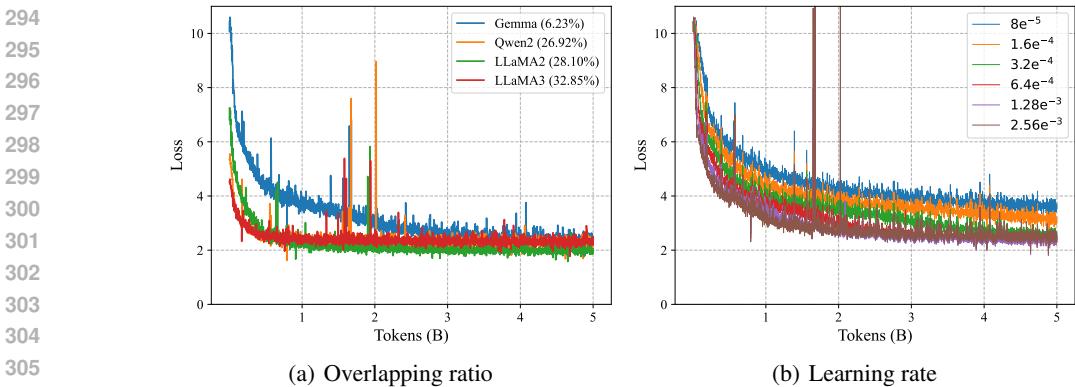 294
295
296
297
298
299
300
301
302
303
304
305
10
8
6
4
2
0
Loss
1 2 3 4 5
Tokens (B)
Gemma (6.23%)
Qwen2 (26.92%)
LLaMA2 (28.10%)
LLaMA3 (32.85%)
(a) Overlapping ratio
10
8
6
4
2
0
Loss
1 2 3 4 5
Tokens (B)
8e⁻⁵
1.6e⁻⁴
3.2e⁻⁴
6.4e⁻⁴
1.28e⁻³
2.56e⁻³
(b) Learning rate